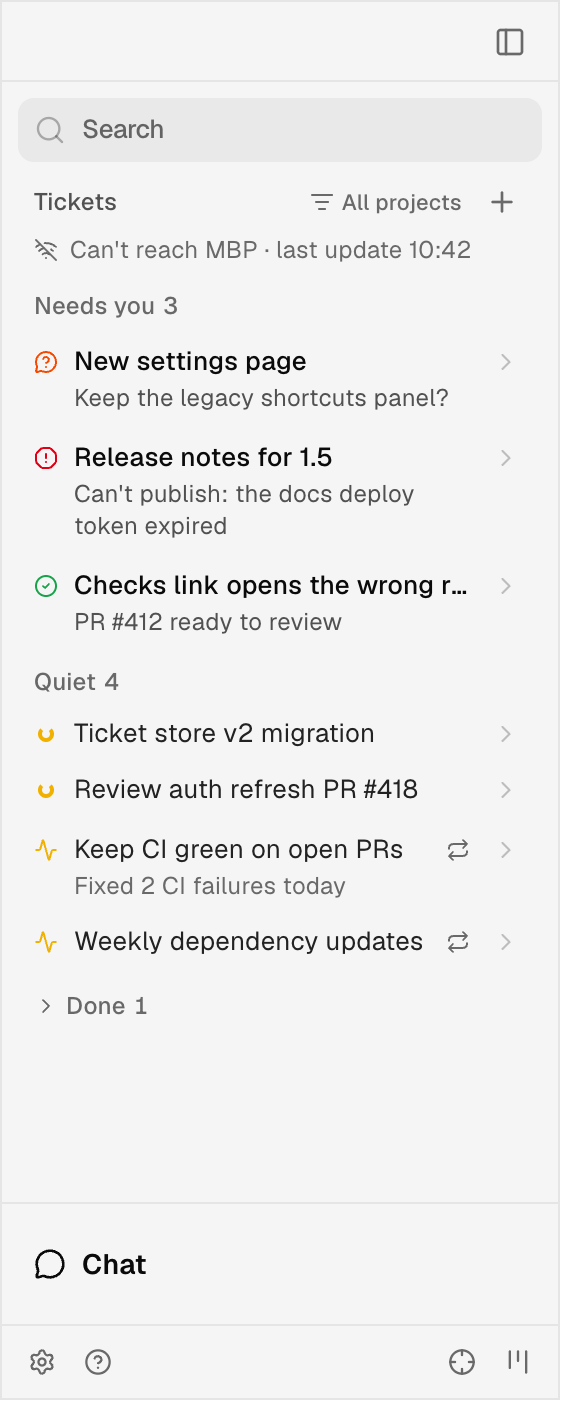 Search
Tickets
All projects
Can't reach MBP · last update 10:42
Needs you 3
New settings page
Keep the legacy shortcuts panel?
Release notes for 1.5
Can't publish: the docs deploy
token expired
Checks link opens the wrong r…
PR #412 ready to review
Quiet 4
Ticket store v2 migration
Review auth refresh PR #418
Keep CI green on open PRs
Fixed 2 CI failures today
Weekly dependency updates
Done 1
Chat